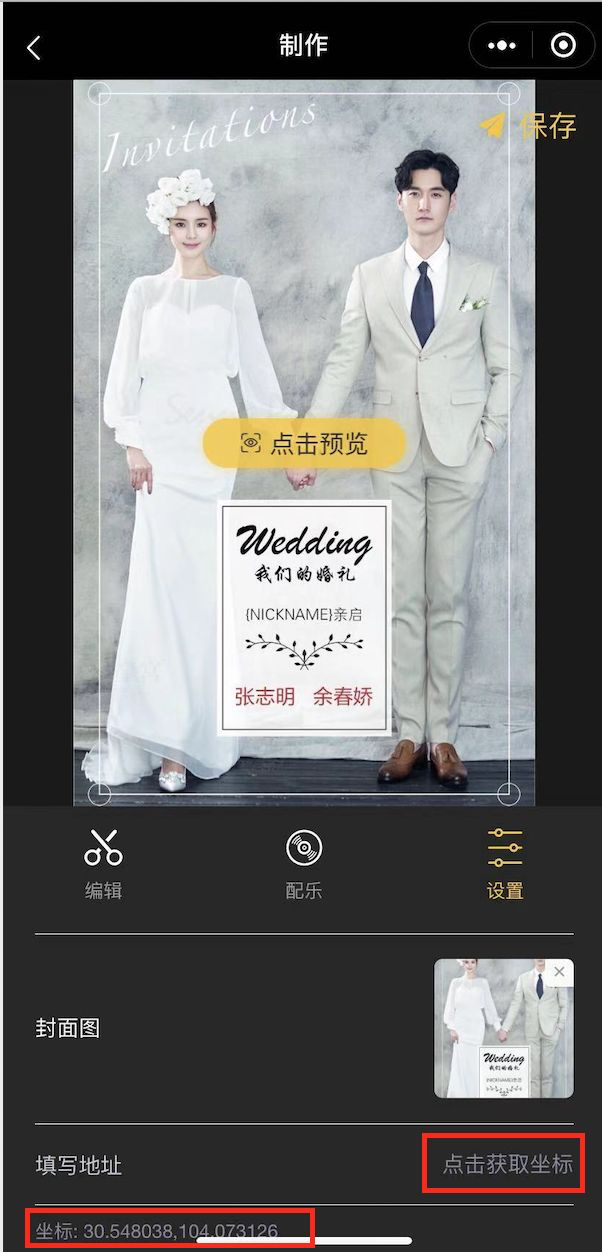 制作
Invitations
保存
点击预览
Wedding
我们的婚礼
{NICKNAME}亲启
张志明 余春娇
编辑
配乐
设置
封面图
Wedding
我们的婚礼
{NICKNAME}亲启
填写地址
点击获取坐标
坐标: 30.548038,104.073126